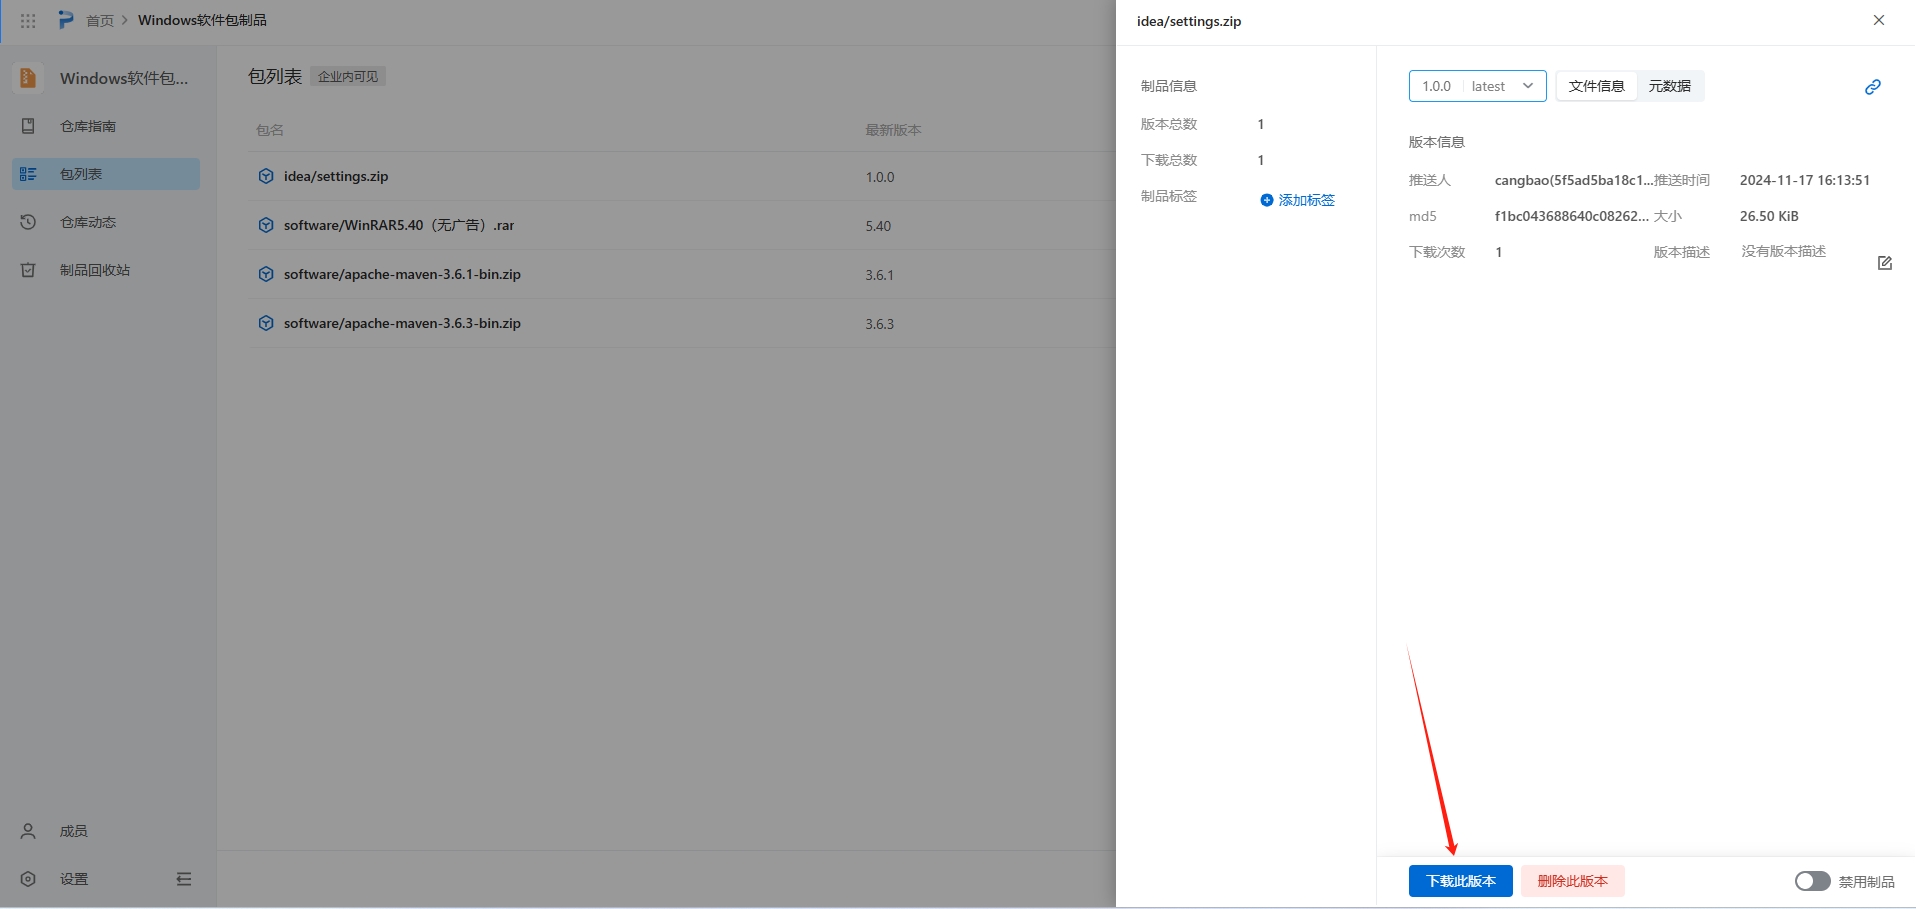 首页 > Windows软件包制品
Windows软件包...
仓库指南
包列表
仓库动态
制品回收站
成员
设置
包列表 企业内可见
包名 最新版本
idea/settings.zip 1.0.0
software/WinRAR5.40（无广告）.rar 5.40
software/apache-maven-3.6.1-bin.zip 3.6.1
software/apache-maven-3.6.3-bin.zip 3.6.3
idea/settings.zip
制品信息
版本总数 1
下载总数 1
制品标签 添加标签
1.0.0 latest 文件信息 元数据
版本信息
推送人 cangbao(5f5ad5ba18c1... 推送时间 2024-11-17 16:13:51
md5 f1bc043688640c08262... 大小 26.50 KiB
下载次数 1 版本描述 没有版本描述
下载此版本 删除此版本 禁用制品